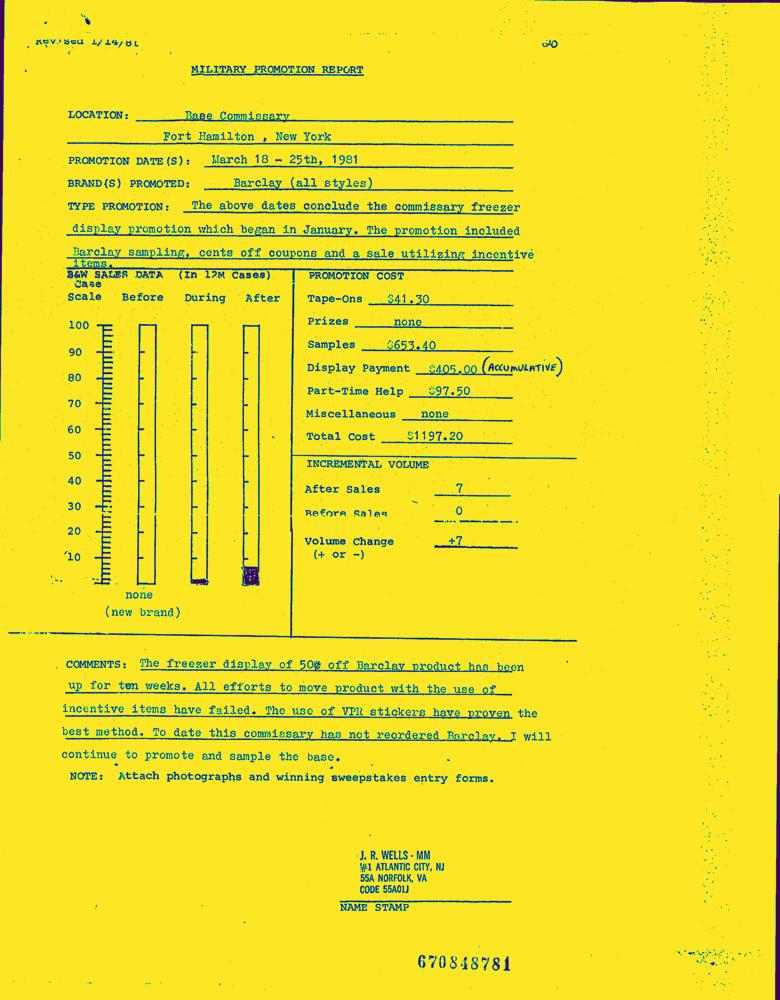 Revised 1/14/81
MILITARY PROMOTION REPORT
LOCATION: Base Commissary
Fort Hamilton , New York
PROMOTION DATE(S): March 18 - 25th, 1981
BRAND(S) PROMOTED: Barclay (all styles)
TYPE PROMOTION: The above dates conclude the commissary freezer
display promotion which began in January. The promotion included
Barclay sampling, cents off coupons and a sale utilizing incentive
items.
B&W SALES DATA (In 12M Cases)
Case
Scale Before During After
100
90
80
70
60
50
40
30
20
10
none
(new brand)
PROMOTION COST
Tape-Ons $41.30
Prizes none
Samples $653.40
Display Payment $405.00 (ACCUMULATIVE)
Part-Time Help $97.50
Miscellaneous none
Total Cost $1197.20
INCREMENTAL VOLUME
After Sales 7
Before Sales 0
Volume Change +7
(+ or -)
COMMENTS: The freezer display of 50¢ off Barclay product has been
up for ten weeks. All efforts to move product with the use of
incentive items have failed. The use of VPR stickers have proven the
best method. To date this commissary has not reordered Barclay. I will
continue to promote and sample the base.
NOTE: Attach photographs and winning sweepstakes entry forms.
J. R. WELLS - MM
#1 ATLANTIC CITY, NJ
55A NORFOLK, VA
CODE 55A01J
NAME STAMP
670848781